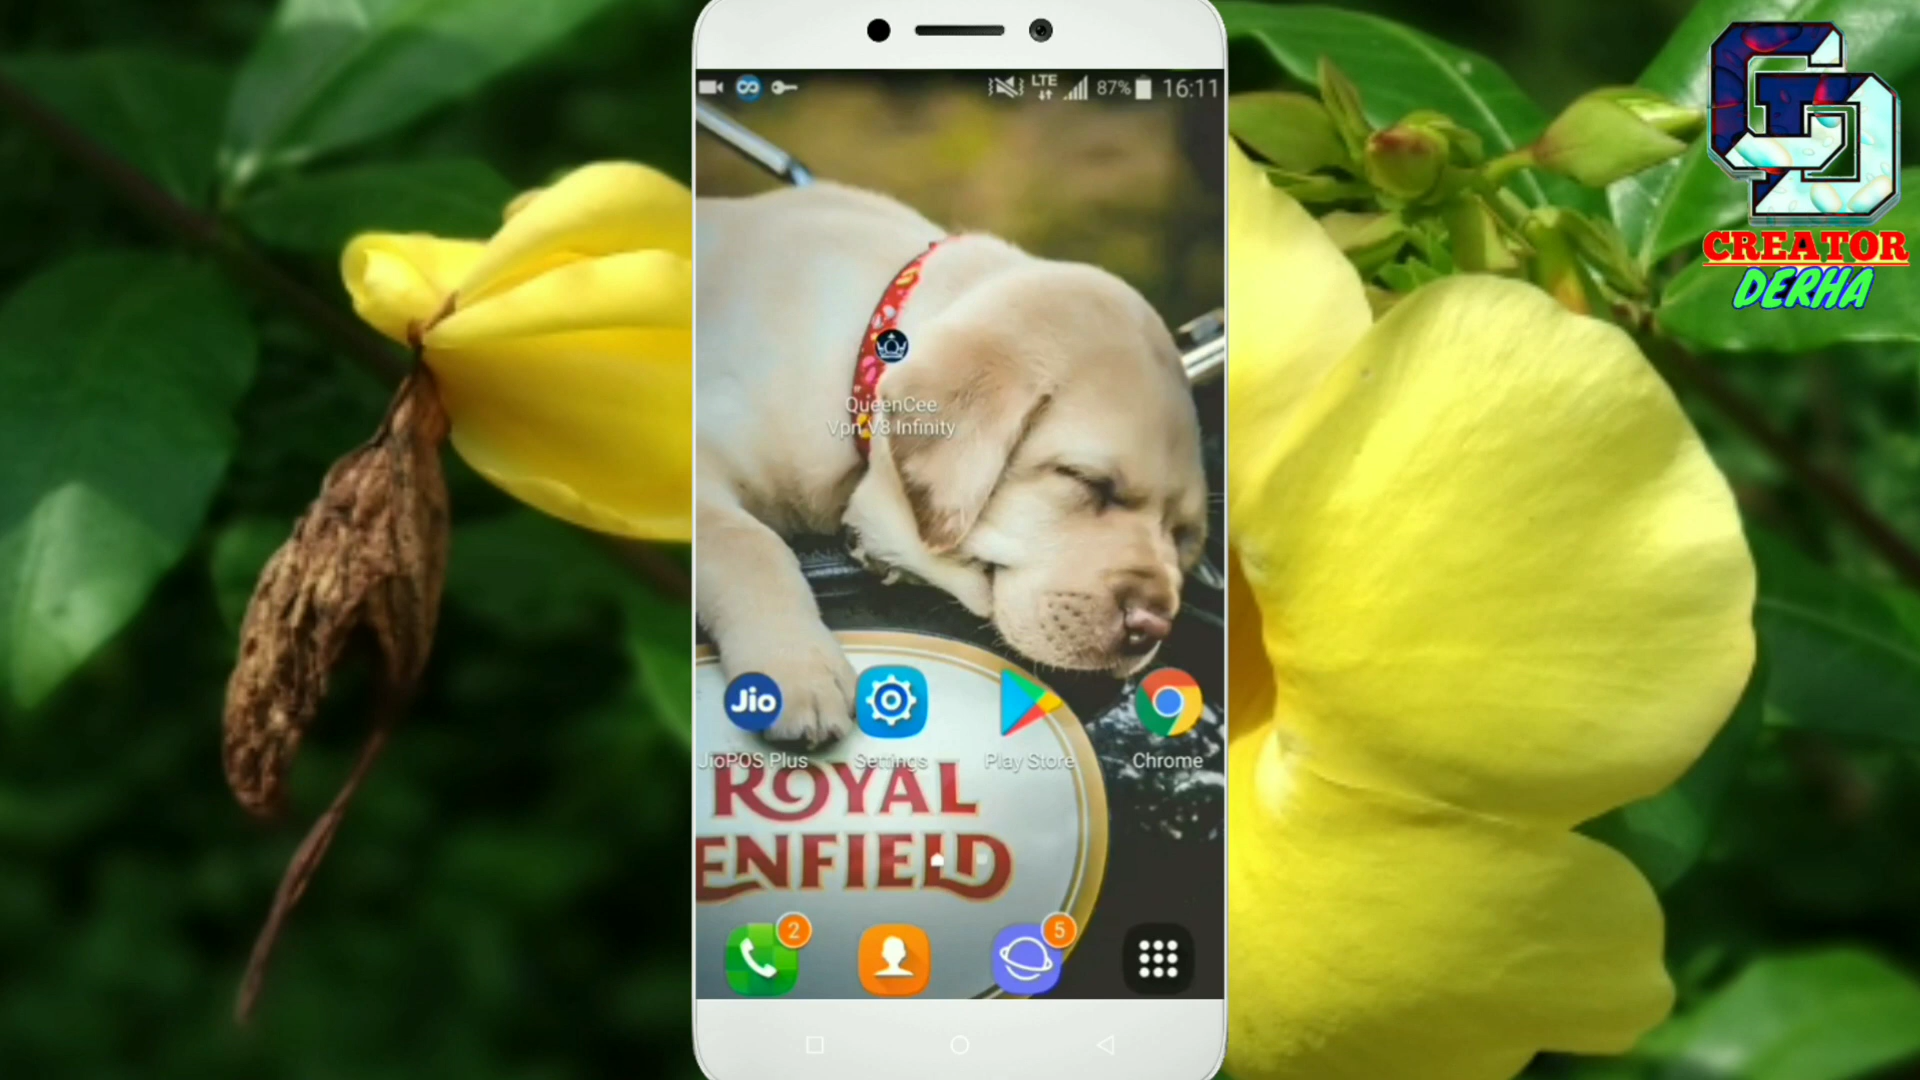 LTE
87%
16:11
CREATOR
DERHA
QueenCee
Vpn V8 Infinity
Jio
JioPOS Plus
Settings
Play Store
Chrome
ROYAL
ENFIELD
2
5